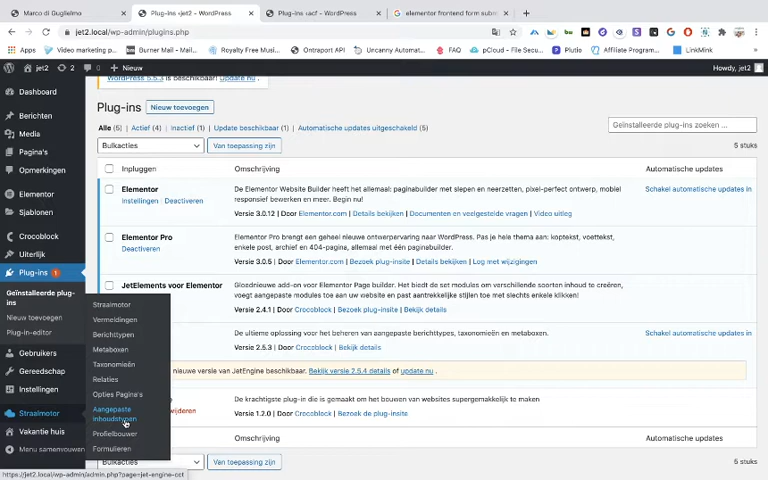 Marco di Guglielmo
Plug-ins ‹jet2 — WordPress
Plug-ins ‹acf — WordPress
elementor frontend form subm
jet2.local/wp-admin/plugins.php
Apps
Video marketing p...
Burner Mail - Mail...
Royalty Free Musi...
Ontraport API
Uncanny Automat...
FAQ
pCloud - File Secu...
Plutio
Affiliate Program...
LinkMink
jet2
2
0
Nieuw
Howdy, jet2
WordPress 5.5.3 is beschikbaar! Update nu.
Dashboard
Berichten
Media
Pagina's
Opmerkingen
Elementor
Sjablonen
Crocoblock
Uiterlijk
Plug-ins 1
Geïnstalleerde plug-
ins
Nieuw toevoegen
Plug-in-editor
Gebruikers
Gereedschap
Instellingen
Straalmotor
Vakantie huis
Menu samenvouwen
Straalmotor
Vermeldingen
Berichttypen
Metaboxen
Taxonomieën
Relaties
Opties Pagina's
Aangepaste
Inhoudstypen
Profielbouwer
Formulieren
Plug-ins
Nieuw toevoegen
Alle (5) | Actief (4) | Inactief (1) | Update beschikbaar (1) | Automatische updates uitgeschakeld (5)
Geïnstalleerde plug-ins zoeken ...
Bulkacties
Van toepassing zijn
5 stuks
Inpluggen
Omschrijving
Automatische updates
Elementor
Instellingen | Deactiveren
De Elementor Website Builder heeft het allemaal: paginabuilder met slepen en neerzetten, pixel-perfect ontwerp, mobiel
responsief bewerken en meer. Begin nu!
Versie 3.0.12 | Door Elementor.com | Details bekijken | Documenten en veelgestelde vragen | Video uitleg
Schakel automatische updates in
Elementor Pro
Deactiveren
Elementor Pro brengt een geheel nieuwe ontwerpervaring naar WordPress. Pas je hele thema aan: koptekst, voettekst,
enkele post, archief en 404-pagina, allemaal met één paginabuilder.
Versie 3.0.5 | Door Elementor.com | Bezoek plug-insite | Details bekijken | Log met wijzigingen
JetElements voor Elementor
Gloednieuwe add-on voor Elementor Page builder. Het biedt de set modules om verschillende soorten inhoud te creëren,
voegt aangepaste modules toe aan uw website en past aantrekkelijke stijlen toe met slechts enkele klikken!
Versie 2.4.1 | Door Crocoblock | Bezoek plug-insite | Bekijk details
De ultieme oplossing voor het beheren van aangepaste berichttypen, taxonomieën en metaboxen.
Versie 2.5.3 | Door Crocoblock | Bekijk details
Schakel automatische updates in
nieuwe versie van JetEngine beschikbaar. Bekijk versie 2.5.4 details of update nu .
De krachtigste plug-in die is gemaakt om het bouwen van websites supergemakkelijk te maken
Versie 1.2.0 | Door Crocoblock | Bezoek de plug-insite
Omschrijving
Automatische updates
Bulkacties
Van toepassing zijn
5 stuks
jet2.local/wp-admin/admin.php?page=jet-engine-cct